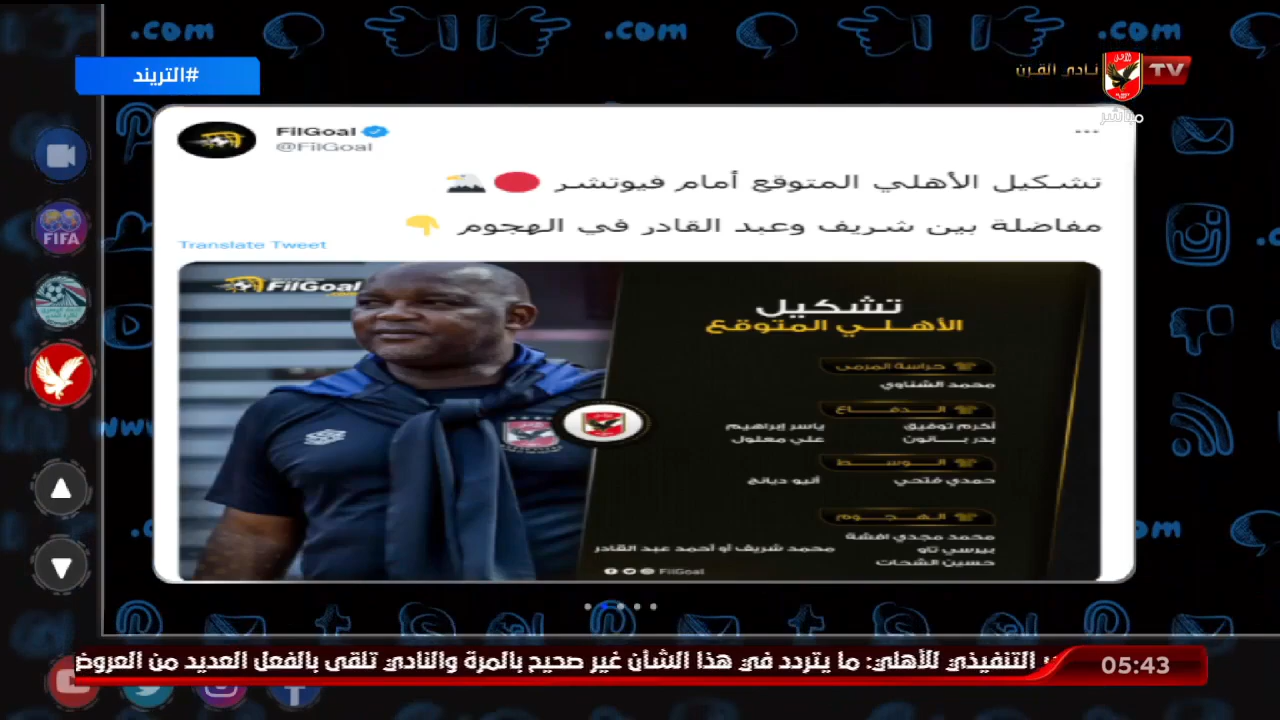 .com
.com
.com
#التريند
نادي القرن
TV
مباشر
FilGoal
@FilGoal
تشكيل الأهلي المتوقع أمام فيوتشر
مفاضلة بين شريف وعبد القادر في الهجوم
Translate Tweet
FIFA
FilGoal
.com
تشكيل
الأهلي المتوقع
حراسة المرمى
محمد الشناوي
الدفاع
أكرم توفيق ياسر إبراهيم
بدر بانون علي معلول
الوسط
حمدي فتحي أليو ديانج
الهجوم
محمد مجدي افشة
بيرسي تاو محمد شريف أو أحمد عبد القادر
حسين الشحات
FilGoal
التنفيذي للأهلي: ما يتردد في هذا الشأن غير صحيح بالمرة والنادي تلقى بالفعل العديد من العروض
05:43